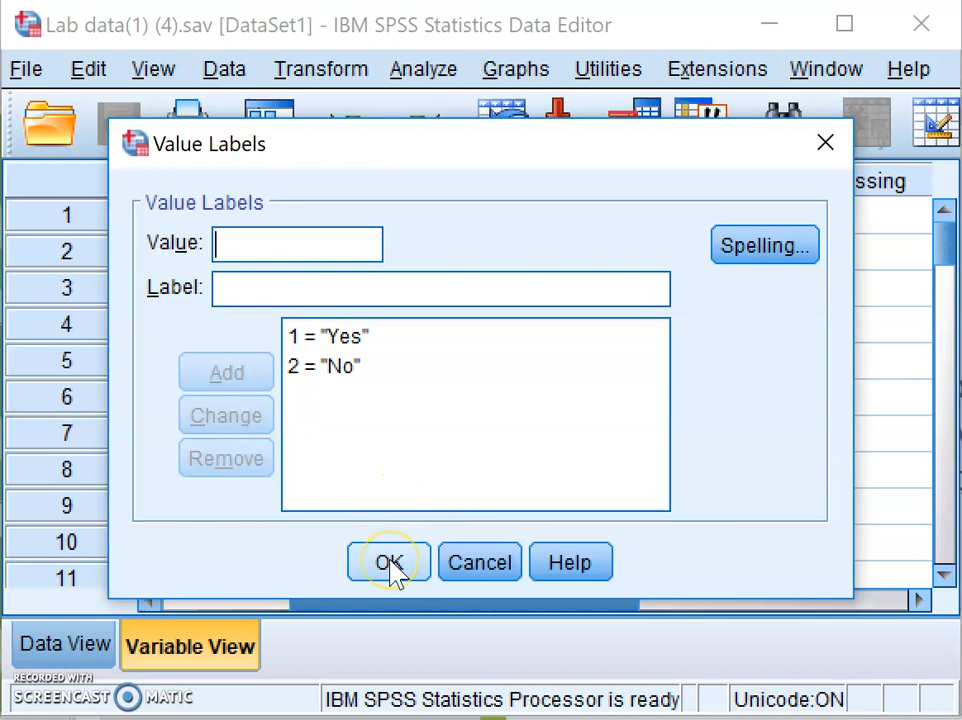 Lab data(1) (4).sav [DataSet1] - IBM SPSS Statistics Data Editor
File Edit View Data Transform Analyze Graphs Utilities Extensions Window Help
Value Labels
ssing
Value Labels
Value:
Spelling...
Label:
1 = "Yes"
2 = "No"
Add
Change
Remove
OK Cancel Help
1
2
3
4
5
6
7
8
9
10
11
Data View Variable View
RECORDED WITH
SCREENCAST MATIC
IBM SPSS Statistics Processor is ready Unicode:ON